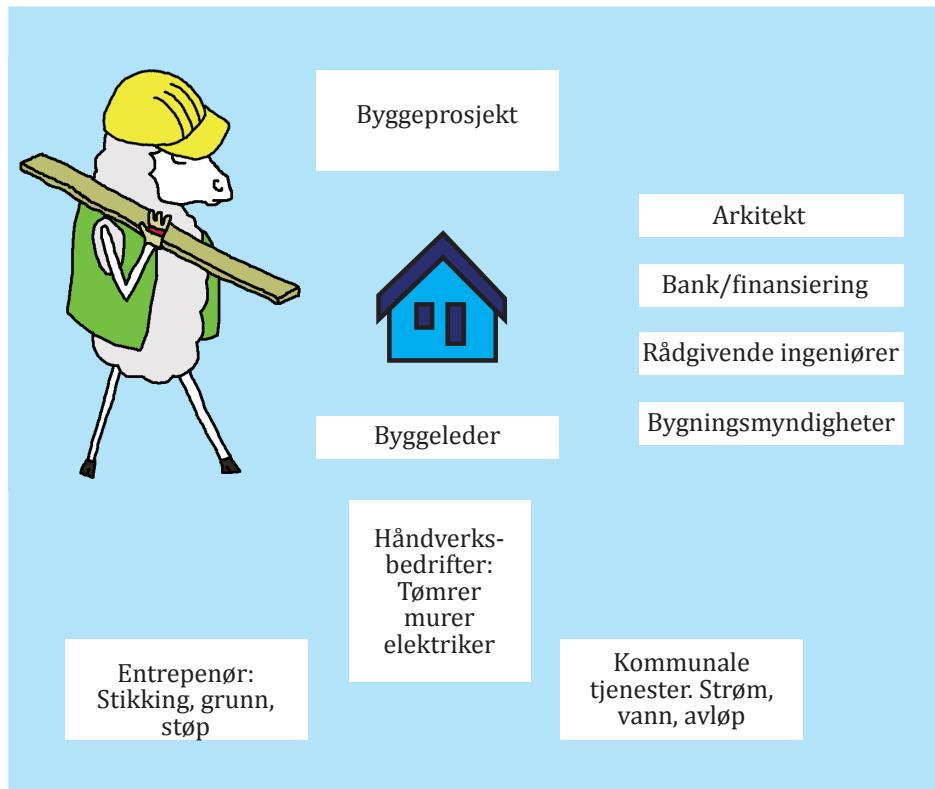 Byggeprosjekt
Arkitekt
Bank/finansiering
Rådgivende ingeniører
Bygningsmyndigheter
Byggeleder
Håndverks-
bedrifter:
Tømrer
murer
elektriker
Entrepenør:
Stikking, grunn,
støp
Kommunale
tjenester. Strøm,
vann, avløp